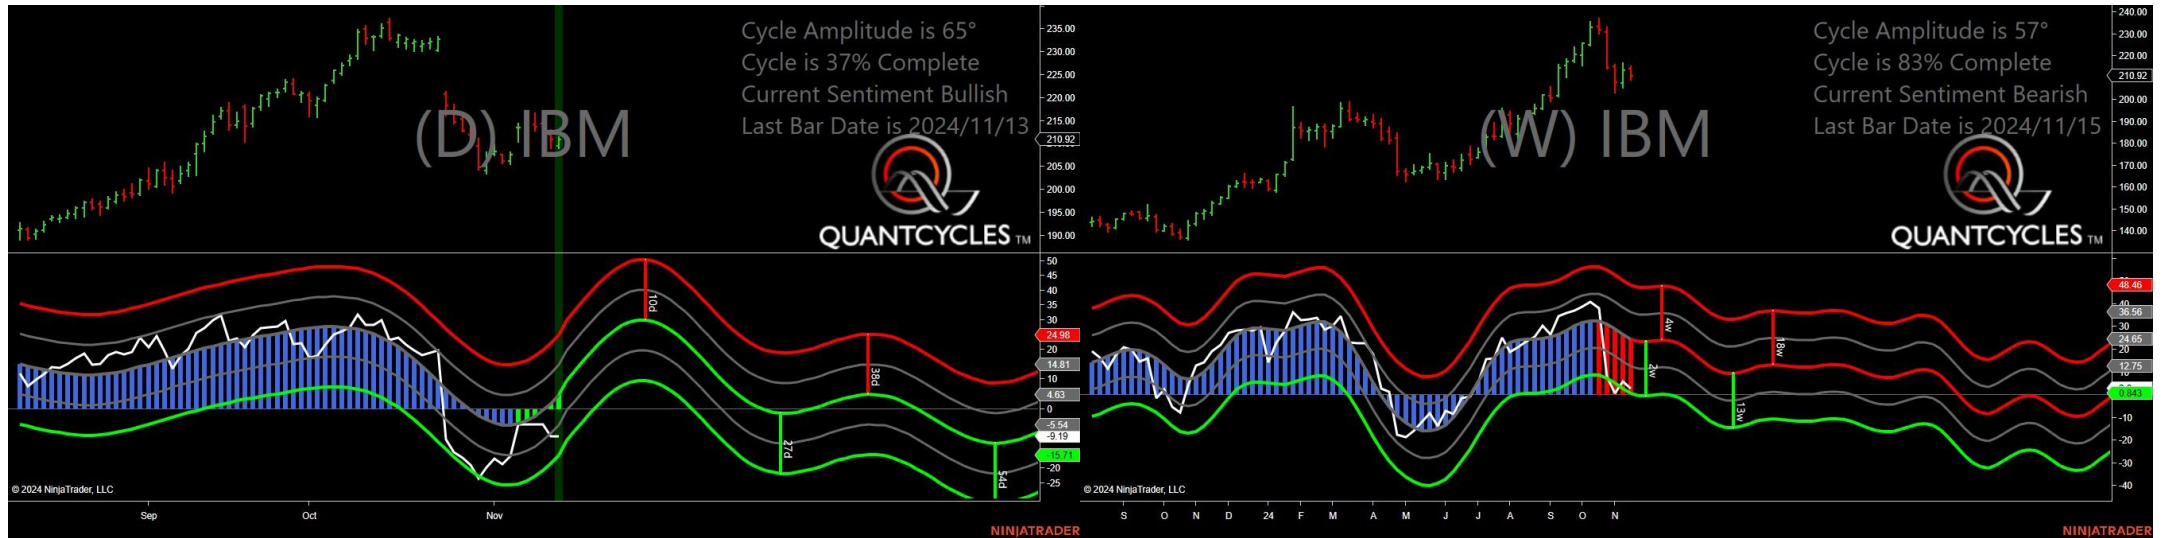 Cycle Amplitude is 65°
Cycle is 37% Complete
Current Sentiment Bullish
Last Bar Date is 2024/11/13
(D) IBM
QUANTCYCLES TM
235.00
230.00
225.00
220.00
215.00
210.92
205.00
200.00
195.00
190.00
50
45
40
35
30
24.98
20
14.81
10
4.63
0
-5.54
-9.19
-15.71
-20
-25
10d
38d
27d
54d
© 2024 NinjaTrader, LLC
Sep Oct Nov
NINJATRADER
Cycle Amplitude is 57°
Cycle is 83% Complete
Current Sentiment Bearish
Last Bar Date is 2024/11/15
(W) IBM
QUANTCYCLES TM
240.00
230.00
220.00
210.92
200.00
190.00
180.00
170.00
160.00
150.00
140.00
48.46
40
36.56
30
24.65
20
12.75
0.843
-10
-20
-30
-40
4w
18w
2w
13w
© 2024 NinjaTrader, LLC
S O N D 24 F M A M J J A S O N
NINJATRADER